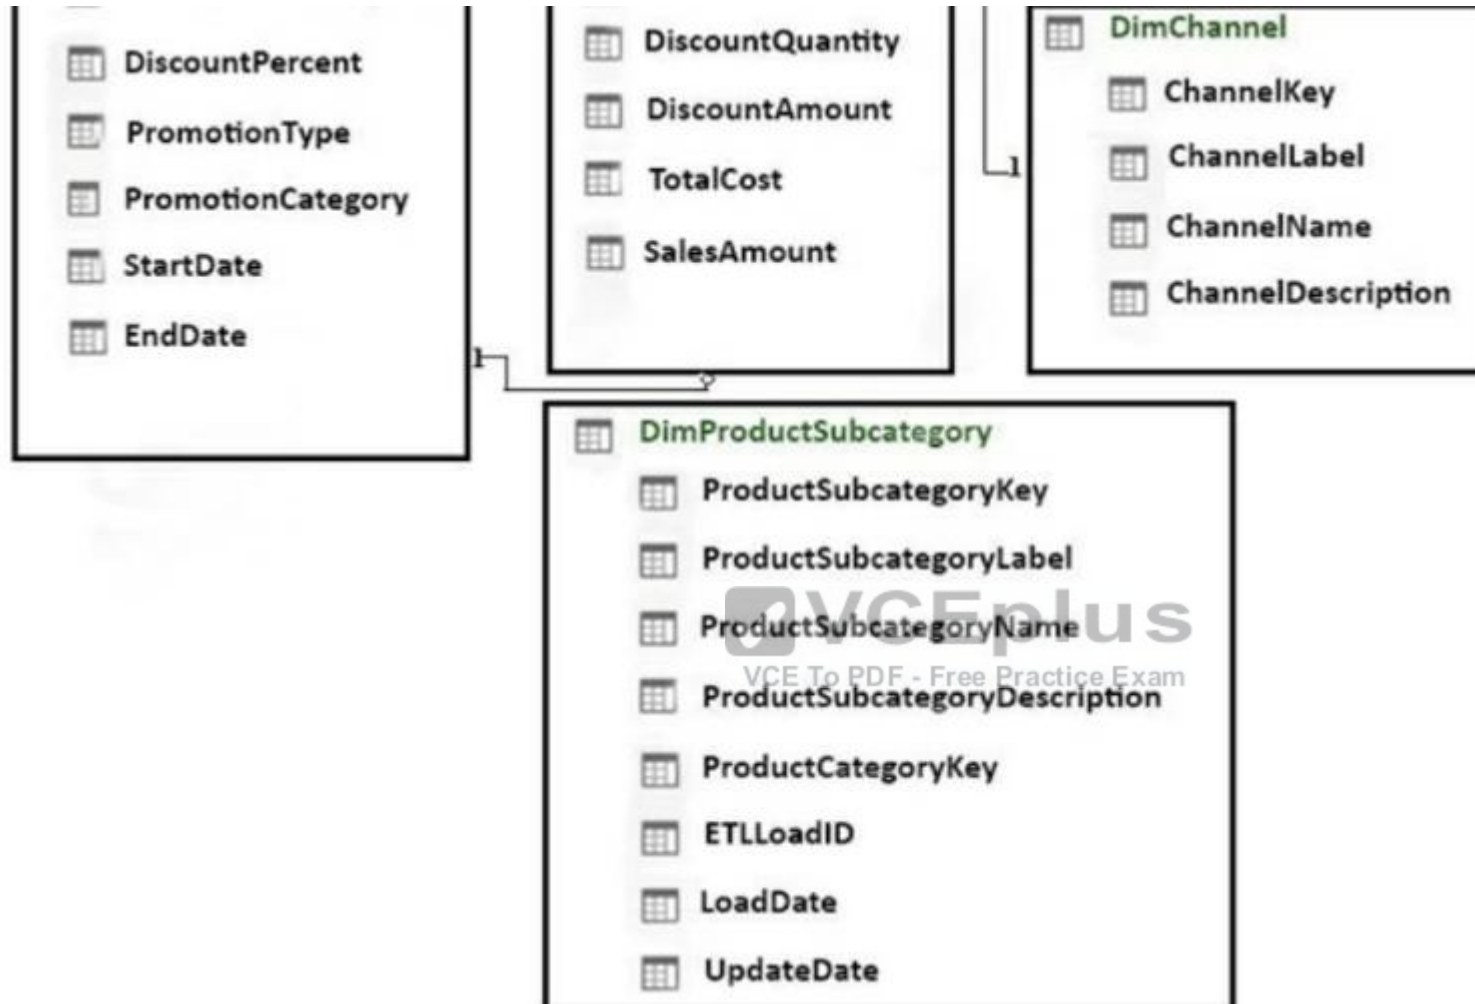 DiscountPercent
PromotionType
PromotionCategory
StartDate
EndDate
1
DiscountQuantity
DiscountAmount
TotalCost
SalesAmount
1
DimChannel
ChannelKey
ChannelLabel
ChannelName
ChannelDescription
DimProductSubcategory
ProductSubcategoryKey
ProductSubcategoryLabel
ProductSubcategoryName
ProductSubcategoryDescription
ProductCategoryKey
ETLLoadID
LoadDate
UpdateDate
VCEplus
VCE To PDF - Free Practice Exam